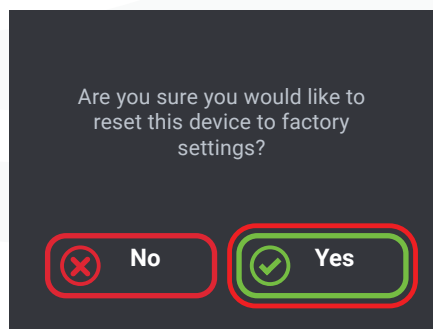 Are you sure you would like to
reset this device to factory
settings?
No Yes